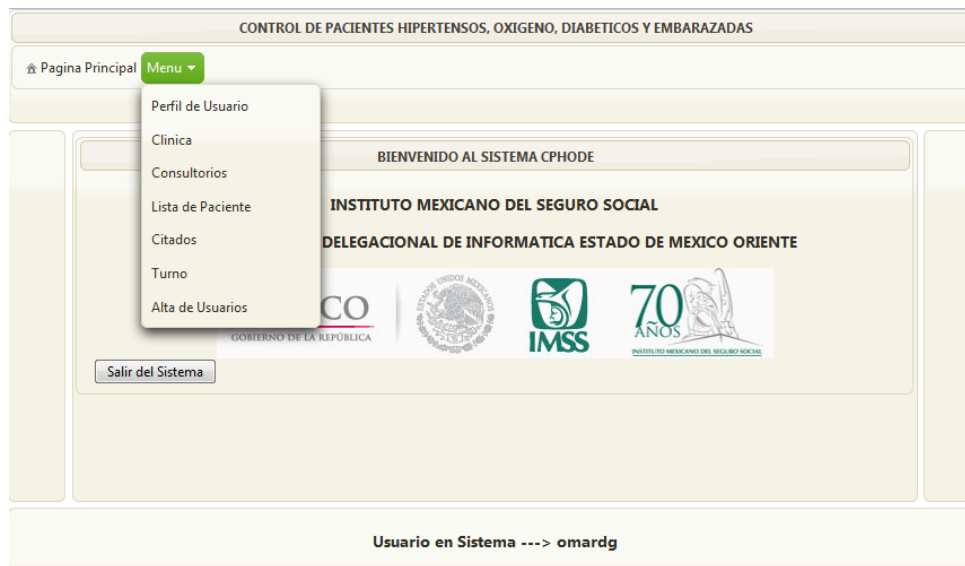 CONTROL DE PACIENTES HIPERTENSOS, OXIGENO, DIABETICOS Y EMBARAZADAS
Pagina Principal Menu
Perfil de Usuario
Clinica
Consultorios
Lista de Paciente
Citados
Turno
Alta de Usuarios
BIENVENIDO AL SISTEMA CPHODE
INSTITUTO MEXICANO DEL SEGURO SOCIAL
DELEGACIONAL DE INFORMATICA ESTADO DE MEXICO ORIENTE
CO
GOBIERNO DE LA REPÚBLICA
ESTADOS UNIDOS MEXICANOS
IMSS
70
AÑOS
INSTITUTO MEXICANO DEL SEGURO SOCIAL
Salir del Sistema
Usuario en Sistema ---> omardg